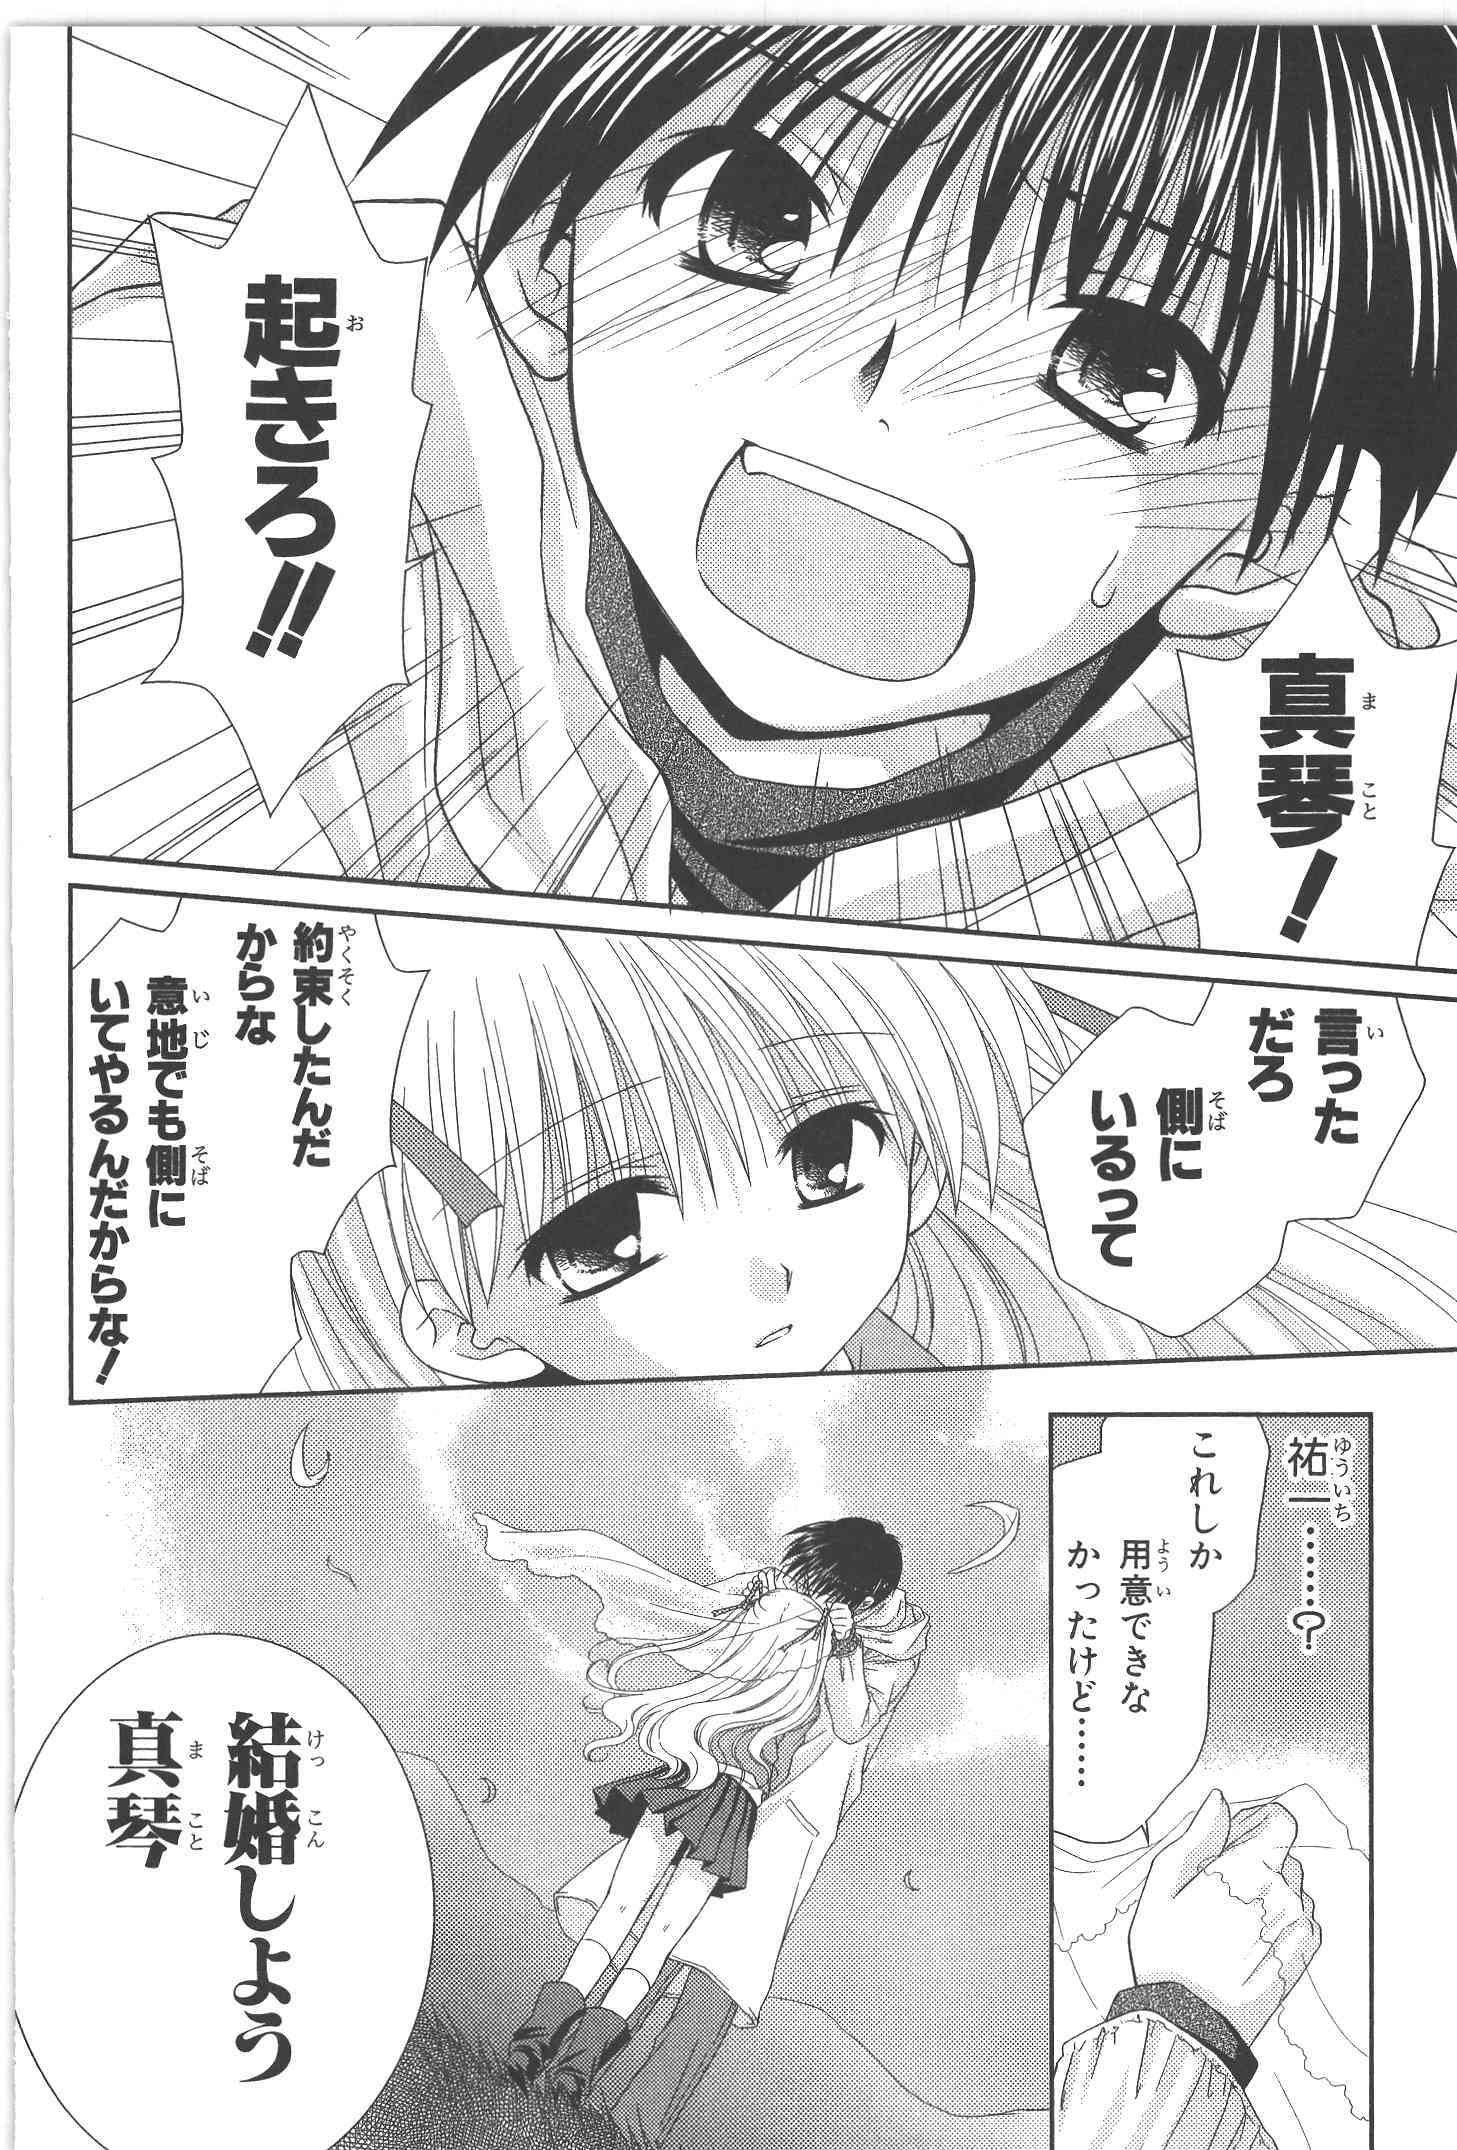 真琴！
起きろ!!
言った
だろ
側に
いるって
約束したんだ
からな
意地でも側に
いてやるんだからな！
祐一……？
これしか
用意できな
かったけど……
結婚しよう
真琴